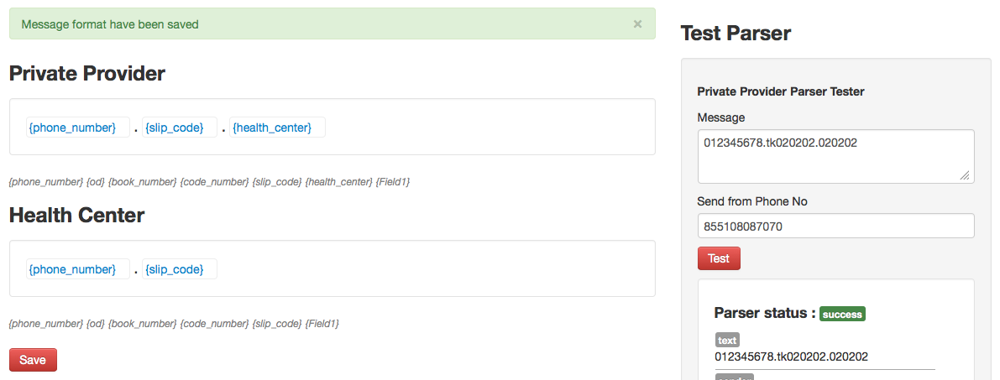 Message format have been saved
×
Private Provider
{phone_number} . {slip_code} . {health_center}
{phone_number} {od} {book_number} {code_number} {slip_code} {health_center} {Field1}
Health Center
{phone_number} . {slip_code}
{phone_number} {od} {book_number} {code_number} {slip_code} {Field1}
Save
Test Parser
Private Provider Parser Tester
Message
012345678.tk020202.020202
Send from Phone No
855108087070
Test
Parser status : success
text
012345678.tk020202.020202